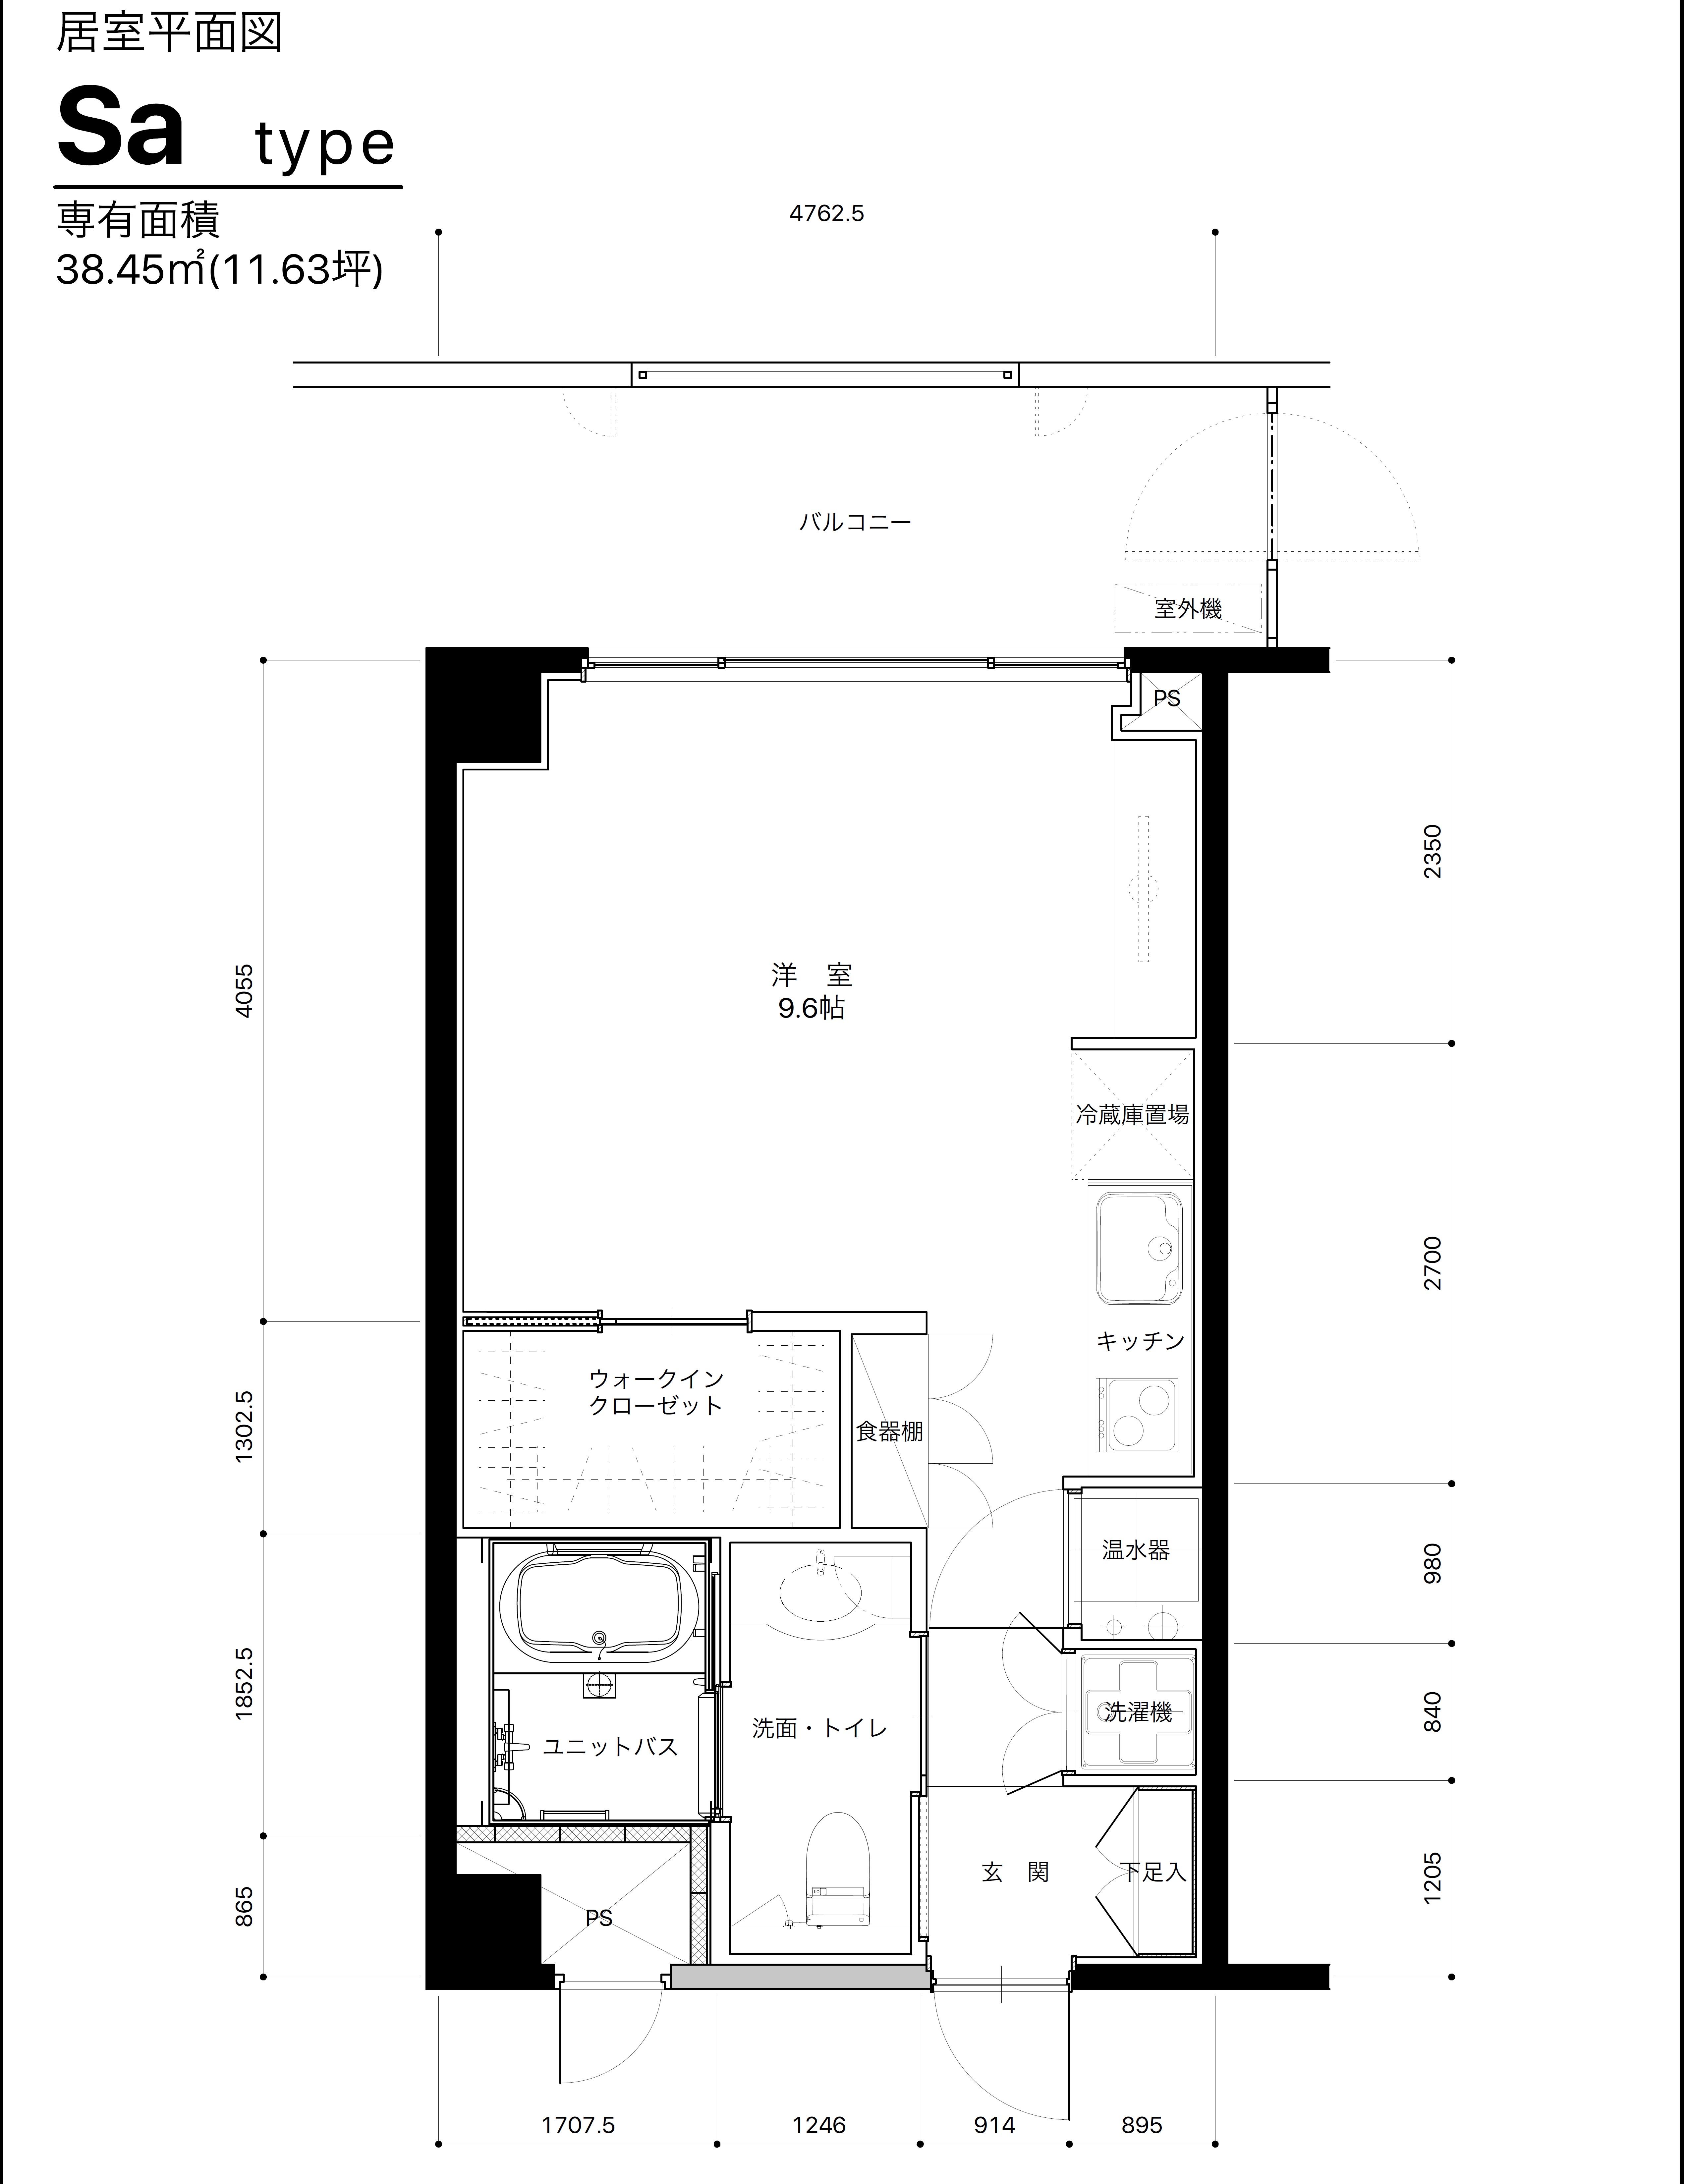 居室平面図
Sa type
専有面積
38.45㎡(11.63坪)
4762.5
バルコニー
室外機
PS
2350
4055
洋　室
9.6帖
冷蔵庫置場
2700
キッチン
ウォークイン
クローゼット
食器棚
1302.5
温水器
980
1852.5
洗濯機
840
洗面・トイレ
ユニットバス
玄　関
下足入
1205
865
PS
1707.5
1246
914
895